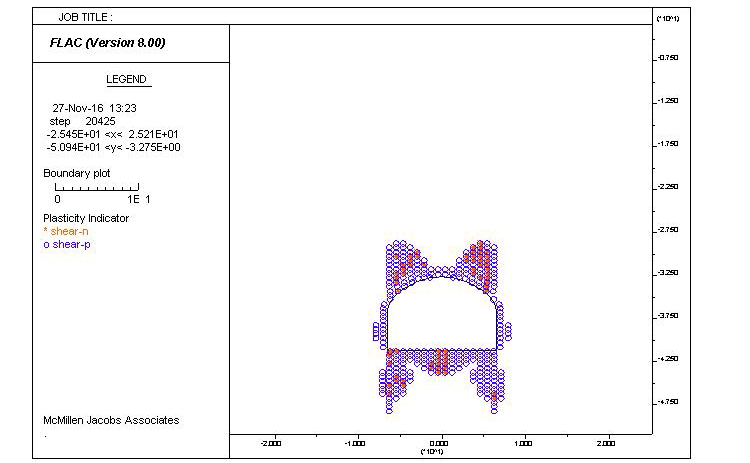 JOB TITLE :
(*10^1)
FLAC (Version 8.00)
LEGEND
27-Nov-16 13:23
step 20425
-2.545E+01 <x< 2.521E+01
-5.094E+01 <y< -3.275E+00
Boundary plot
0 1E 1
Plasticity Indicator
* shear-n
o shear-p
McMillen Jacobs Associates
-0.750
-1.250
-1.750
-2.250
-2.750
-3.250
-3.750
-4.250
-4.750
-2.000 -1.000 0.000 1.000 2.000
(*10^1)